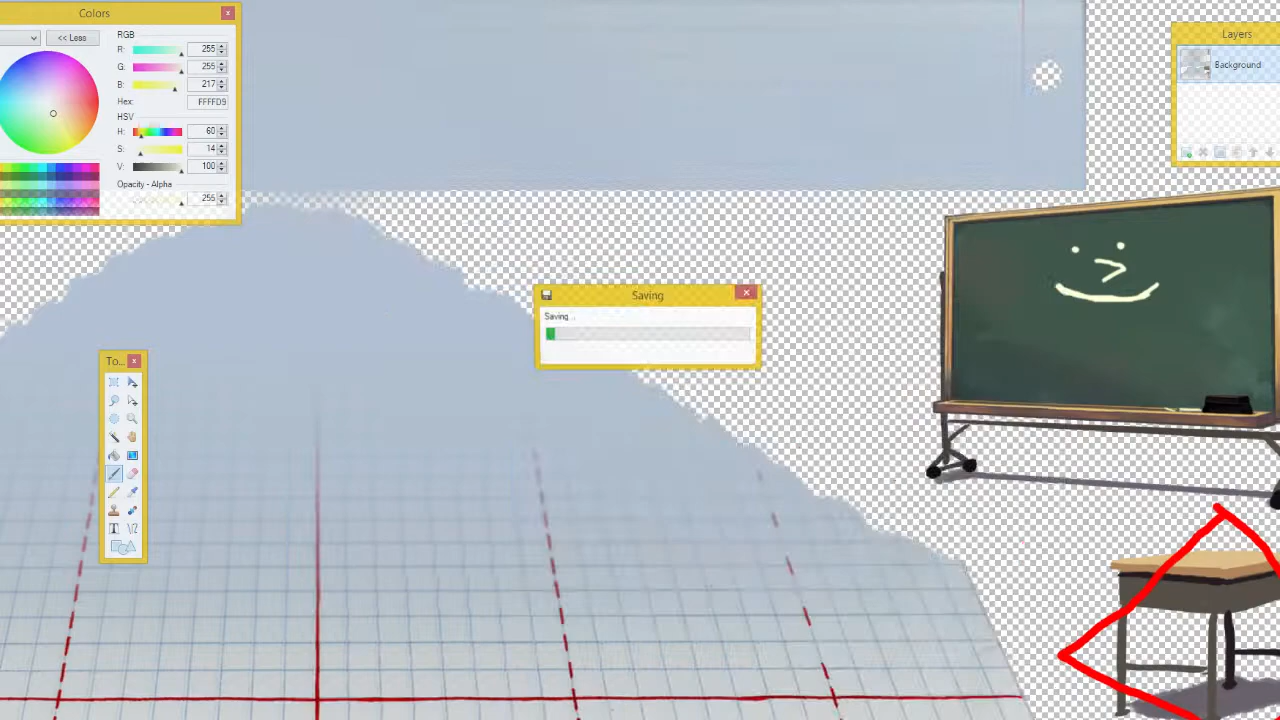 Colors
<< Less
RGB
R: 255
G: 255
B: 217
Hex: FFFFD9
HSV
H: 60
S: 14
V: 100
Opacity - Alpha
255
Layers
Background
Saving
Saving...
To...